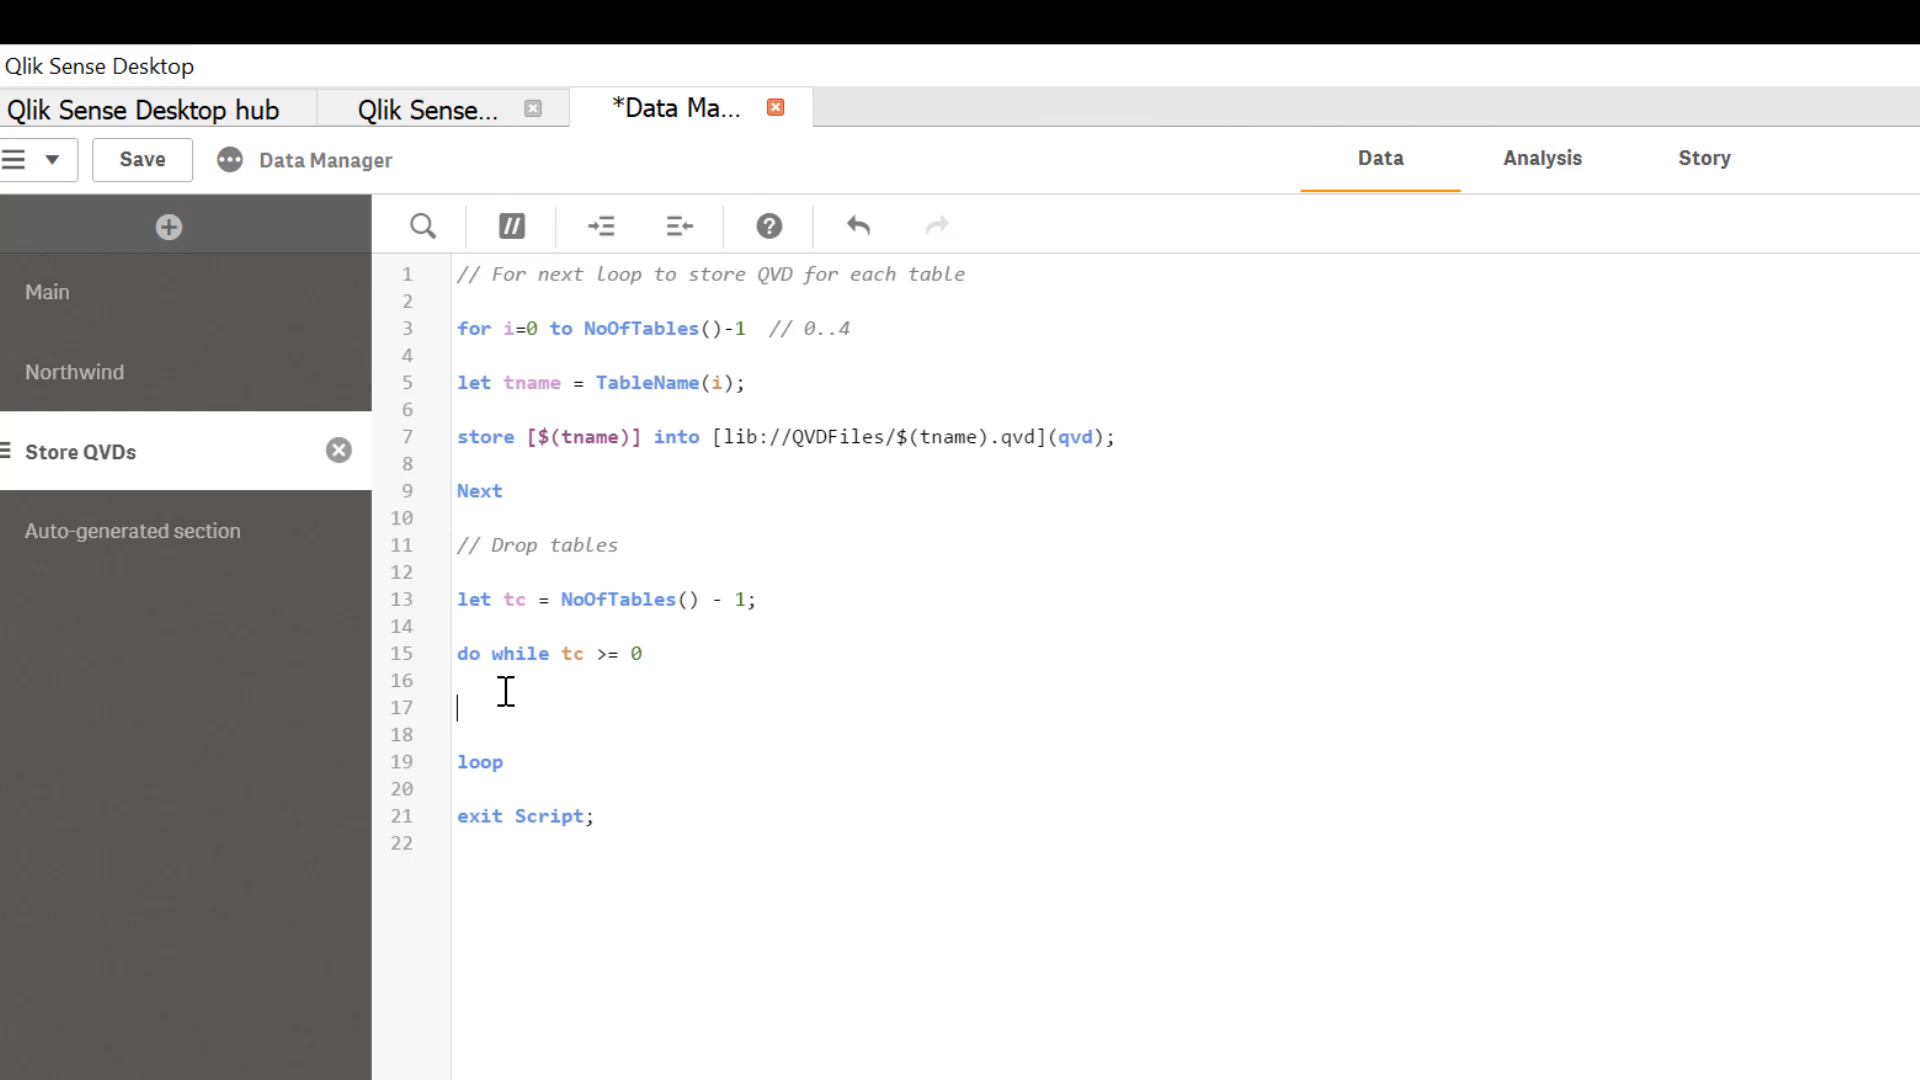 Qlik Sense Desktop
Qlik Sense Desktop hub
Qlik Sense...
*Data Ma...
Save
Data Manager
Data
Analysis
Story
Main
Northwind
Store QVDs
Auto-generated section
1 // For next loop to store QVD for each table
2
3 for i=0 to NoOfTables()-1 // 0..4
4
5 let tname = TableName(i);
6
7 store [$(tname)] into [lib://QVDFiles/$(tname).qvd](qvd);
8
9 Next
10
11 // Drop tables
12
13 let tc = NoOfTables() - 1;
14
15 do while tc >= 0
16
17
18
19 loop
20
21 exit Script;
22